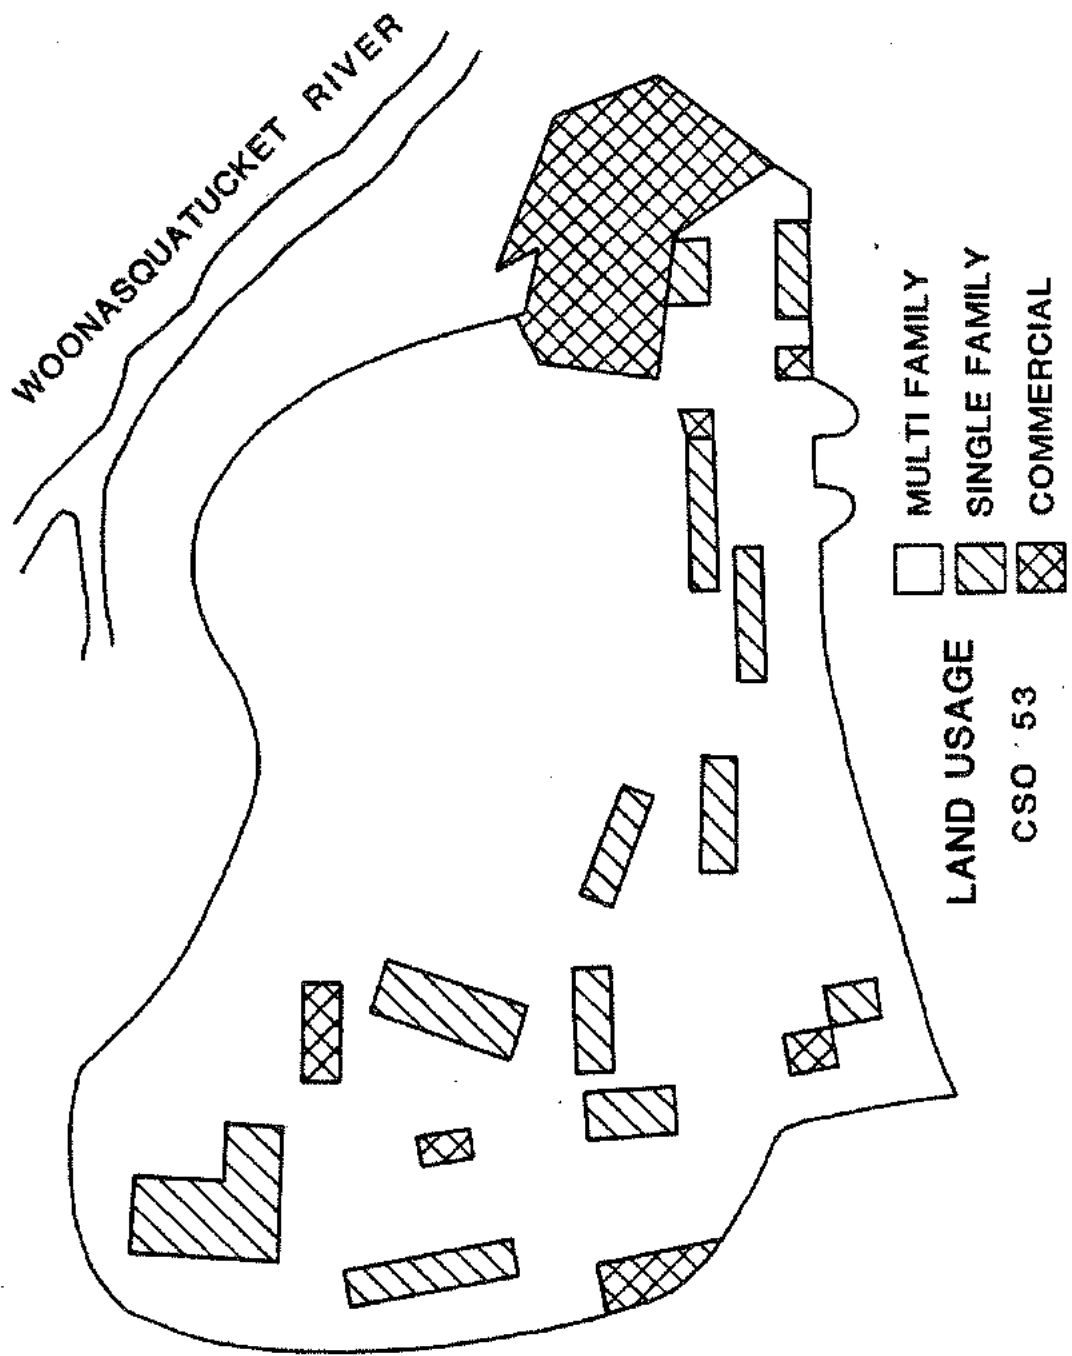 WOONASQUATUCKET RIVER
MULTI FAMILY
SINGLE FAMILY
COMMERCIAL
LAND USAGE
CSO 53